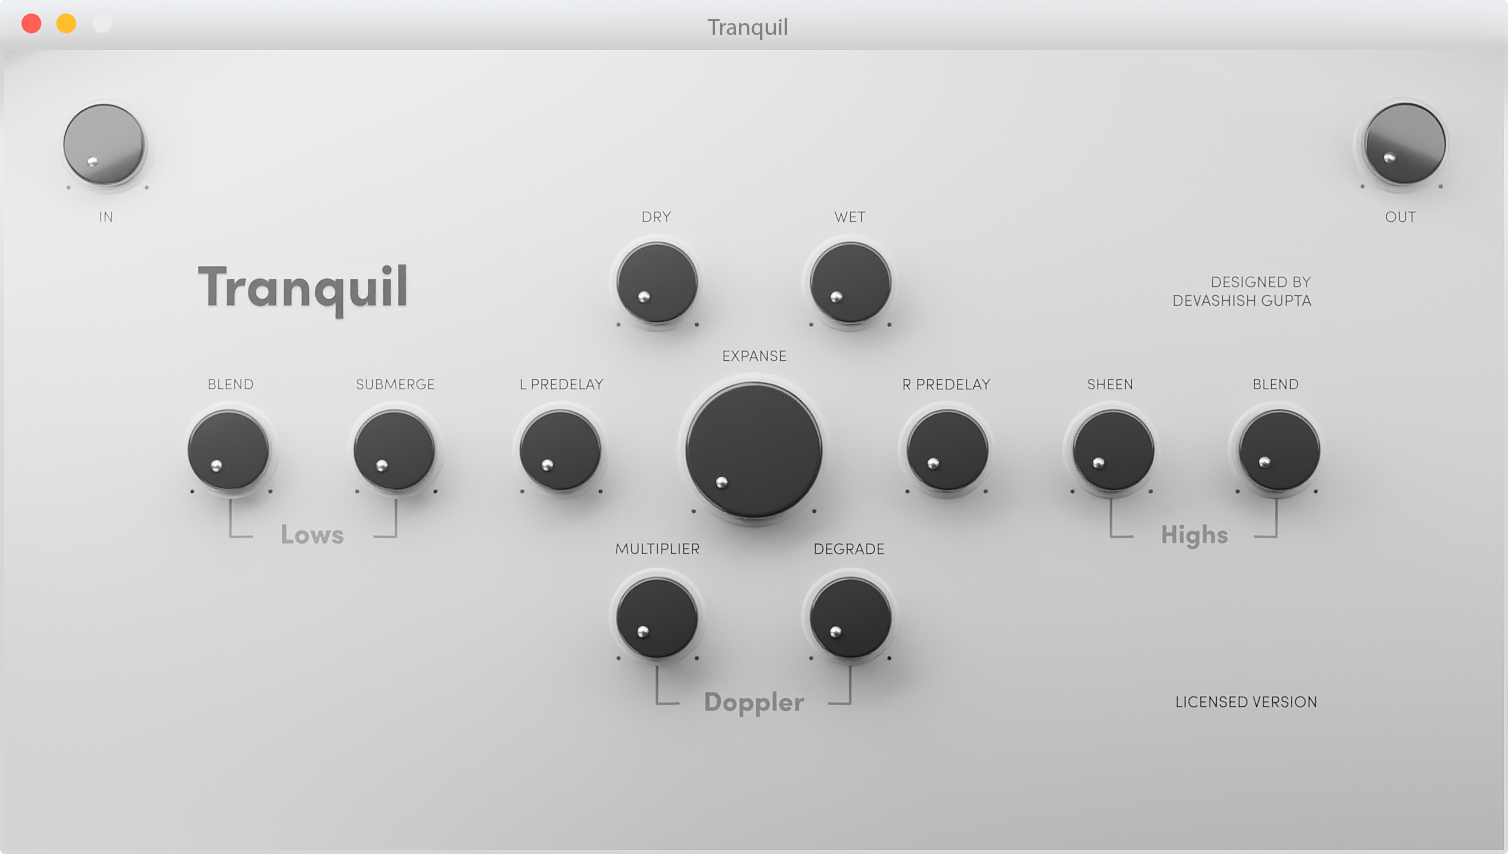 Tranquil
IN
OUT
DRY
WET
Tranquil
DESIGNED BY
DEVASHISH GUPTA
EXPANSE
BLEND
SUBMERGE
L PREDELAY
R PREDELAY
SHEEN
BLEND
Lows
Highs
MULTIPLIER
DEGRADE
Doppler
LICENSED VERSION